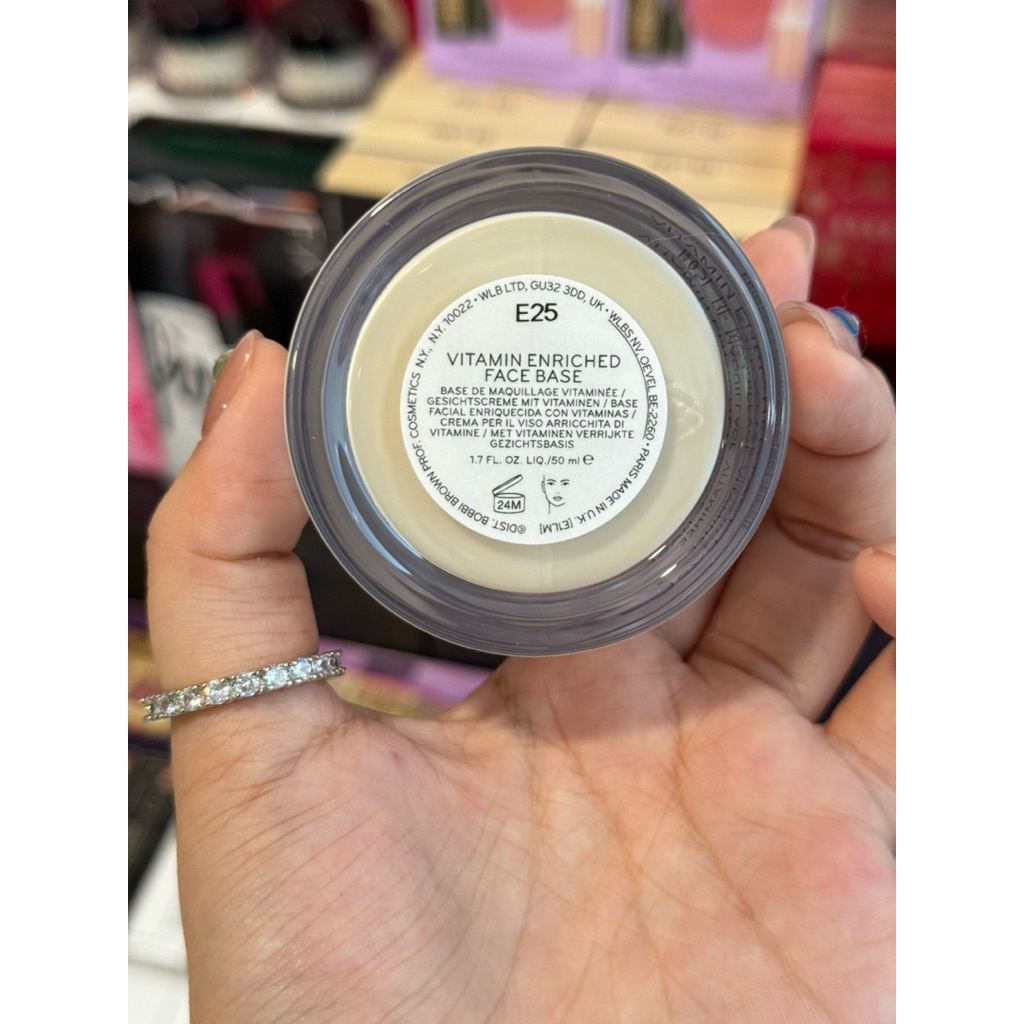 E25
VITAMIN ENRICHED
FACE BASE
BASE DE MAQUILLAGE VITAMINÉE /
GESICHTSCREME MIT VITAMINEN / BASE
FACIAL ENRIQUECIDA CON VITAMINAS /
CREMA PER IL VISO ARRICCHITA DI
VITAMINE / MET VITAMINEN VERRIJKTE
GEZICHTSBASIS
1.7 FL. OZ. LIQ./50 ml ℮
24M
©DIST. BOBBI BROWN PROF. COSMETICS N.Y., N.Y. 10022 • WLB LTD, GU32 3DD, UK • WLBS NV, OEVEL BE-2260 • PARIS MADE IN U.K. [E1LM]